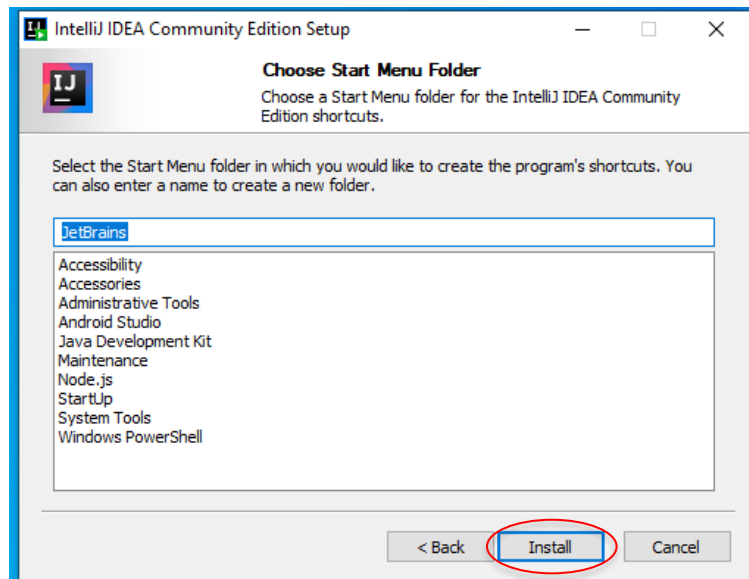 IntelliJ IDEA Community Edition Setup
IJ
Choose Start Menu Folder
Choose a Start Menu folder for the IntelliJ IDEA Community
Edition shortcuts.
Select the Start Menu folder in which you would like to create the program's shortcuts. You
can also enter a name to create a new folder.
JetBrains
Accessibility
Accessories
Administrative Tools
Android Studio
Java Development Kit
Maintenance
Node.js
StartUp
System Tools
Windows PowerShell
< Back Install Cancel